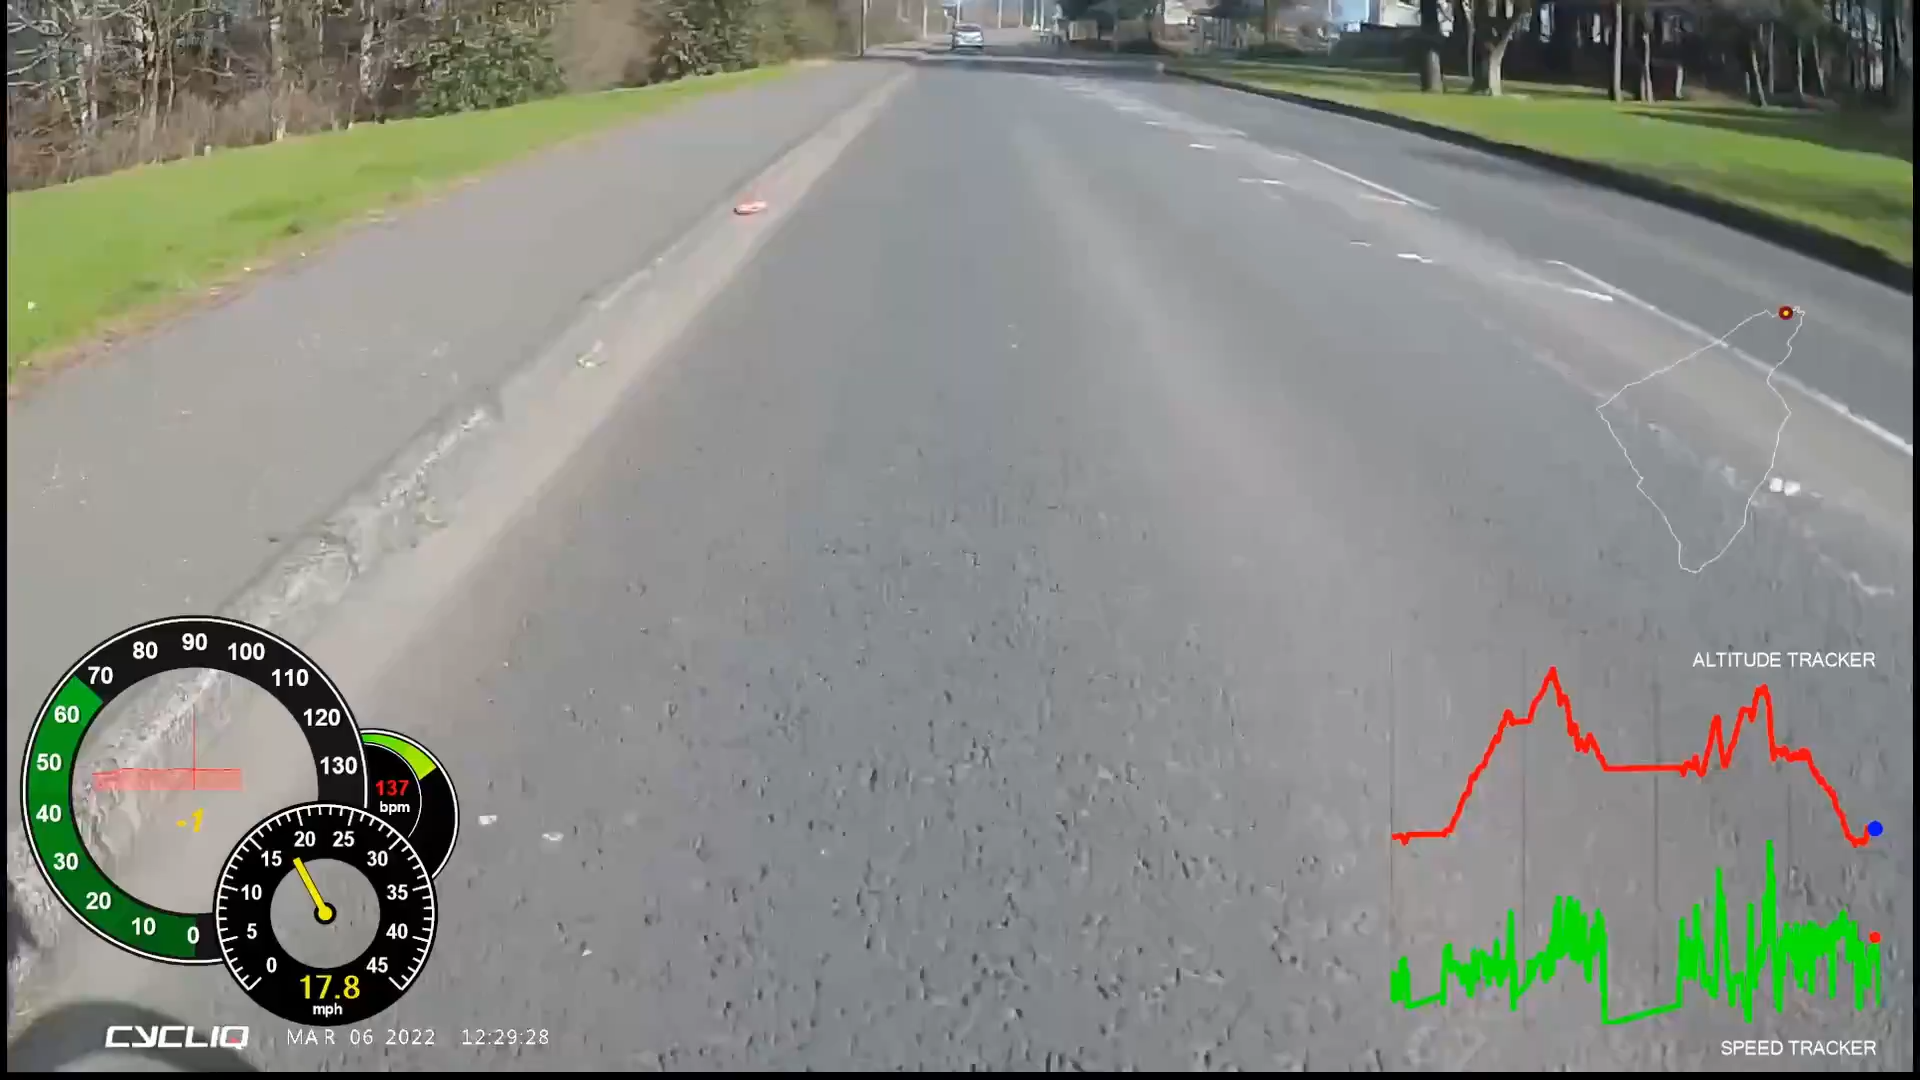 ALTITUDE TRACKER
0 10 20 30 40 50 60 70 80 90 100 110 120 130
-1
137
bpm
0 5 10 15 20 25 30 35 40 45
17.8
mph
CYCLIQ MAR 06 2022 12:29:28
SPEED TRACKER